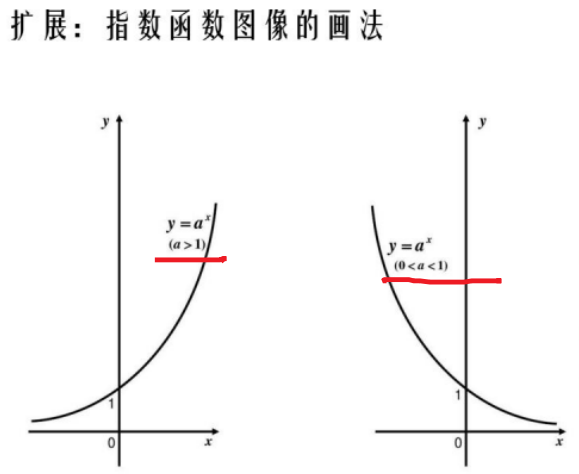 扩展：指数函数图像的画法
y
y = a^x
(a > 1)
1
0
x
y
y = a^x
(0 < a < 1)
1
0
x